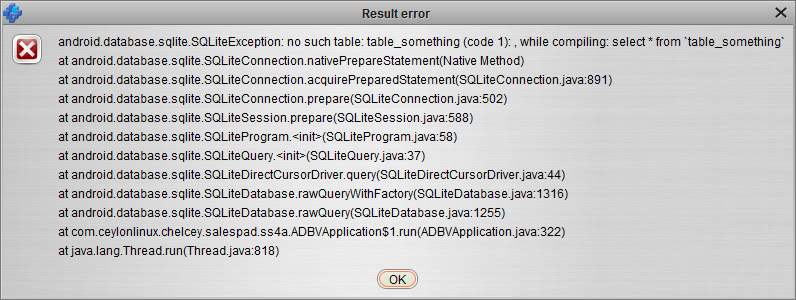 Result error
android.database.sqlite.SQLiteException: no such table: table_something (code 1): , while compiling: select * from `table_something`
at android.database.sqlite.SQLiteConnection.nativePrepareStatement(Native Method)
at android.database.sqlite.SQLiteConnection.acquirePreparedStatement(SQLiteConnection.java:891)
at android.database.sqlite.SQLiteConnection.prepare(SQLiteConnection.java:502)
at android.database.sqlite.SQLiteSession.prepare(SQLiteSession.java:588)
at android.database.sqlite.SQLiteProgram.<init>(SQLiteProgram.java:58)
at android.database.sqlite.SQLiteQuery.<init>(SQLiteQuery.java:37)
at android.database.sqlite.SQLiteDirectCursorDriver.query(SQLiteDirectCursorDriver.java:44)
at android.database.sqlite.SQLiteDatabase.rawQueryWithFactory(SQLiteDatabase.java:1316)
at android.database.sqlite.SQLiteDatabase.rawQuery(SQLiteDatabase.java:1255)
at com.ceylonlinux.chelcey.salespad.ss4a.ADBVApplication$1.run(ADBVApplication.java:322)
at java.lang.Thread.run(Thread.java:818)
OK